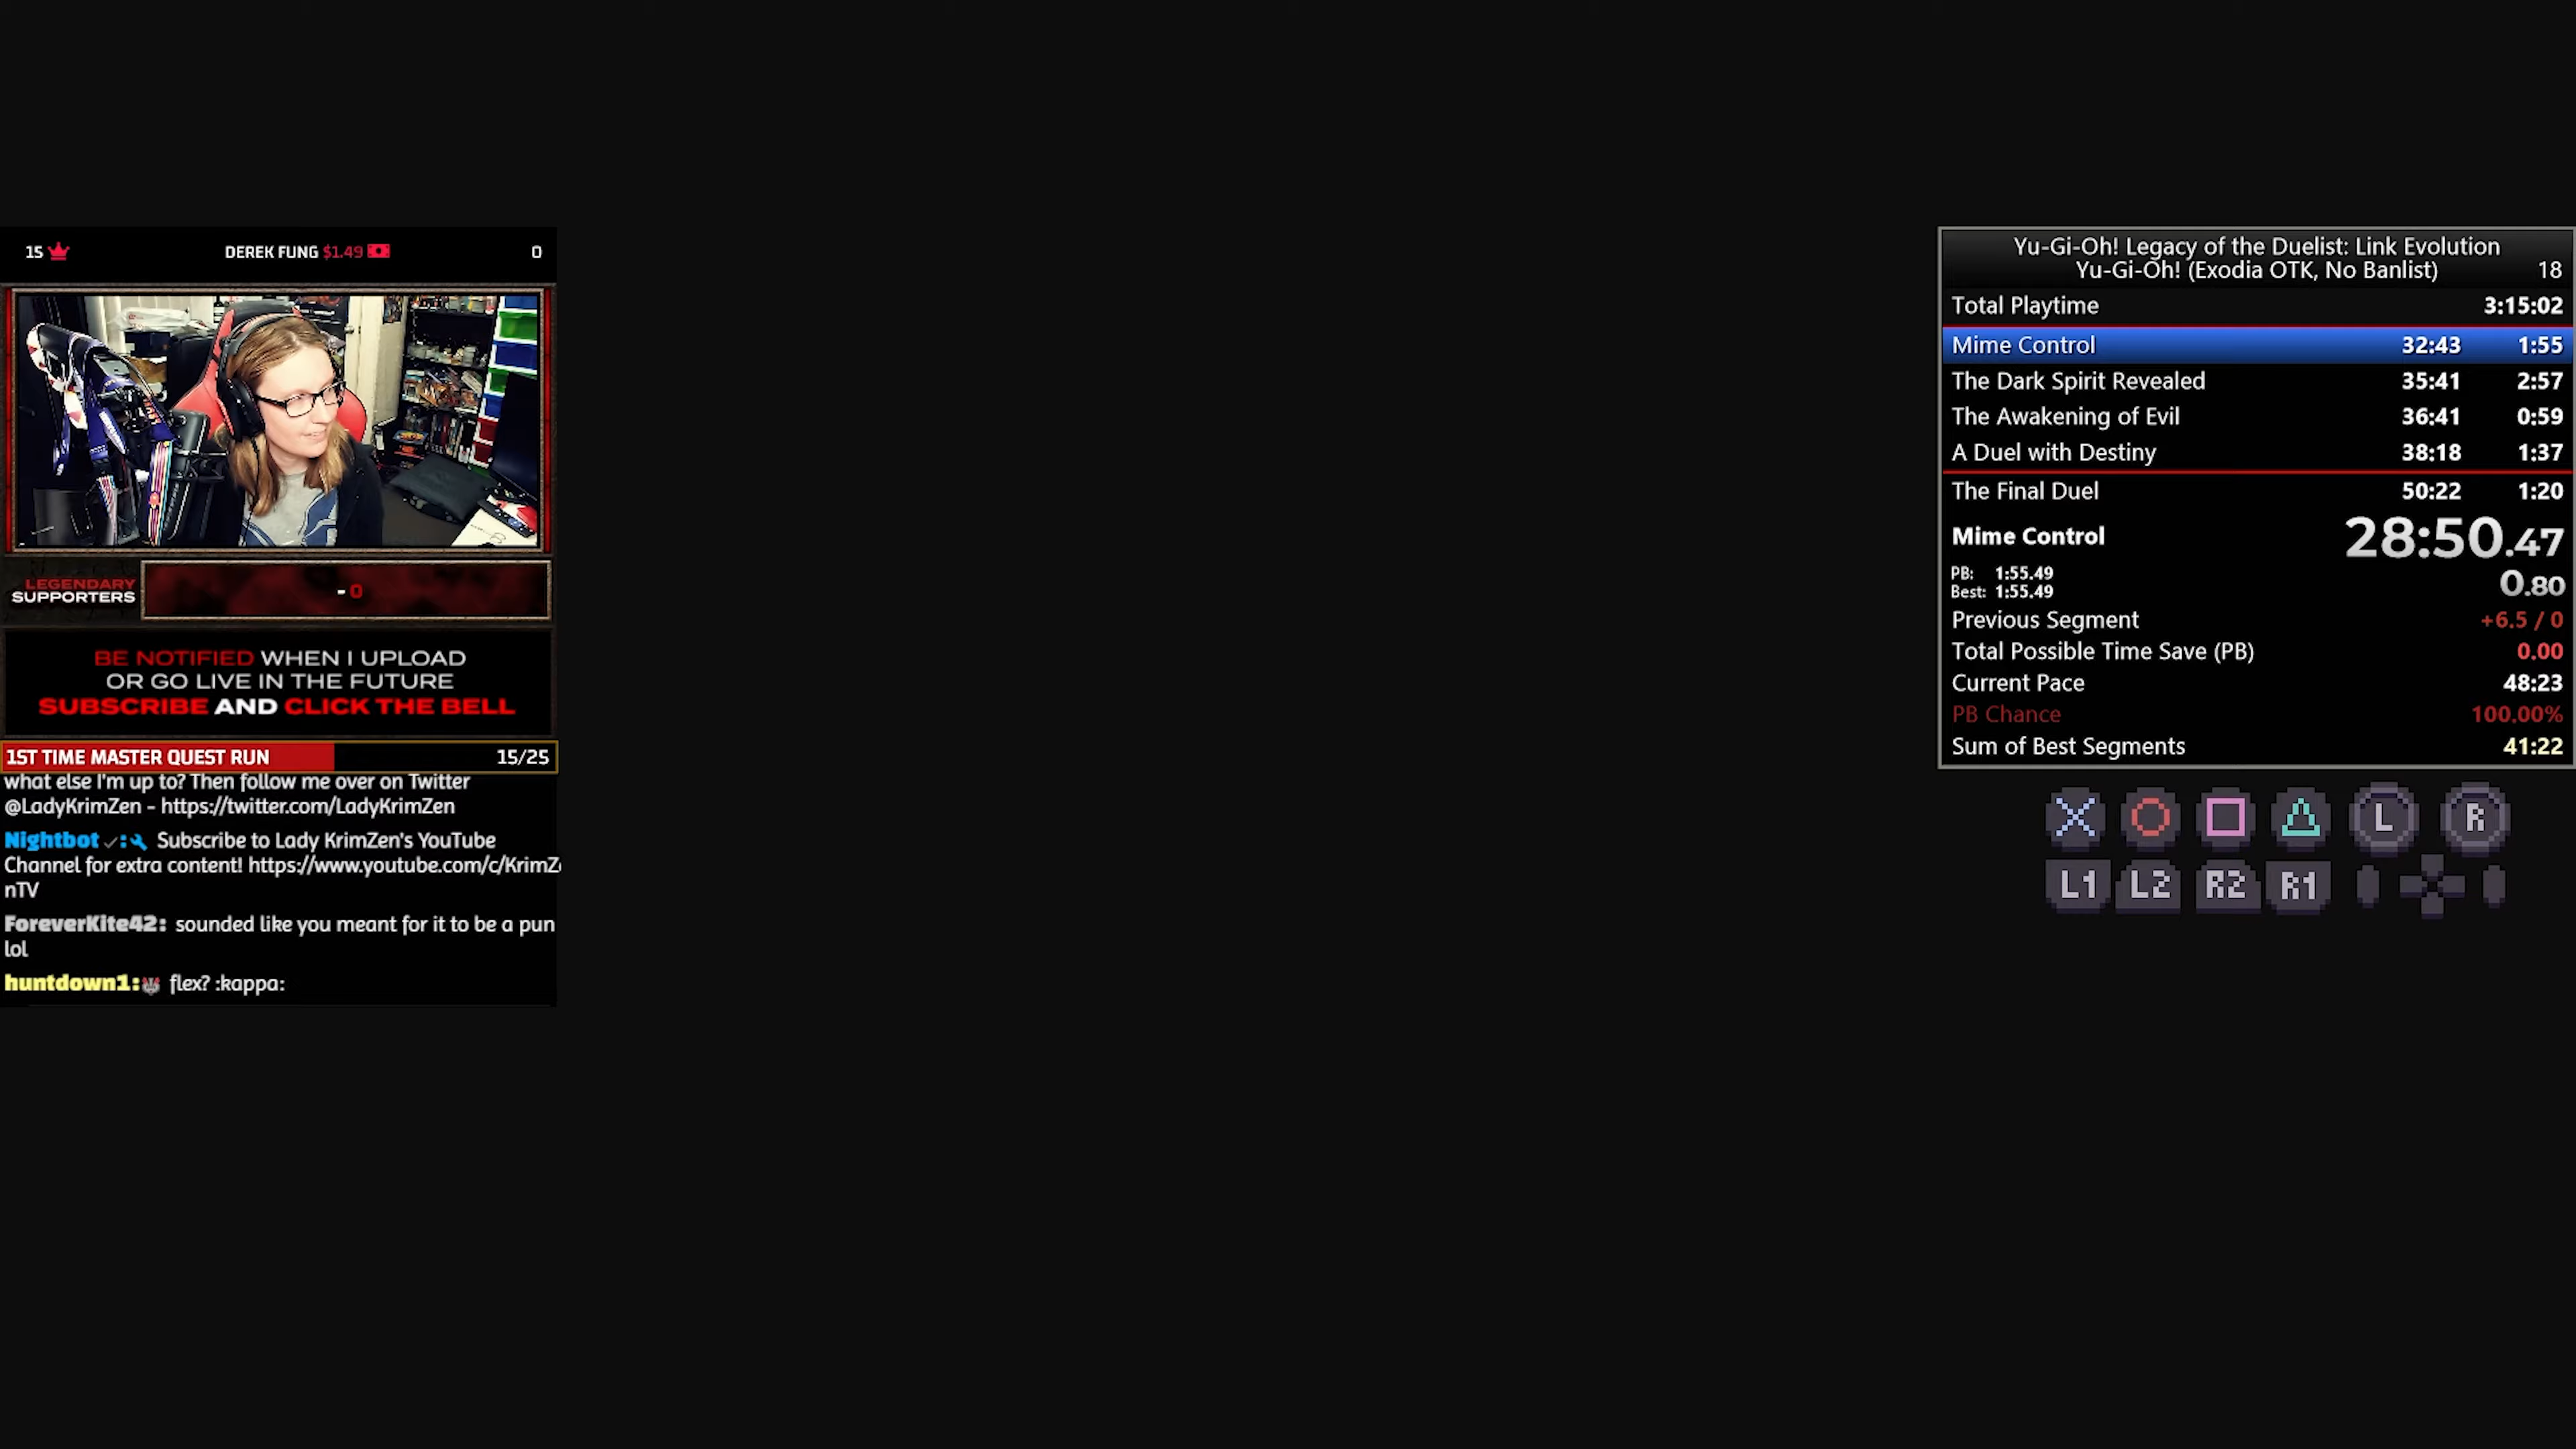 15 DEREK FUNG $1.49 0
LEGENDARY
SUPPORTERS
- 0
BE NOTIFIED WHEN I UPLOAD
OR GO LIVE IN THE FUTURE
SUBSCRIBE AND CLICK THE BELL
1ST TIME MASTER QUEST RUN 15/25
what else I'm up to? Then follow me over on Twitter
@LadyKrimZen - https://twitter.com/LadyKrimZen
Nightbot : Subscribe to Lady KrimZen's YouTube
Channel for extra content! https://www.youtube.com/c/KrimZe
nTV
ForeverKite42: sounded like you meant for it to be a pun
lol
huntdown1: flex? :kappa:
Yu-Gi-Oh! Legacy of the Duelist: Link Evolution
Yu-Gi-Oh! (Exodia OTK, No Banlist) 18
Total Playtime 3:15:02
Mime Control 32:43 1:55
The Dark Spirit Revealed 35:41 2:57
The Awakening of Evil 36:41 0:59
A Duel with Destiny 38:18 1:37
The Final Duel 50:22 1:20
Mime Control 28:50.47
PB: 1:55.49
Best: 1:55.49
0.80
Previous Segment +6.5 / 0
Total Possible Time Save (PB) 0.00
Current Pace 48:23
PB Chance 100.00%
Sum of Best Segments 41:22
L R
L1 L2 R2 R1